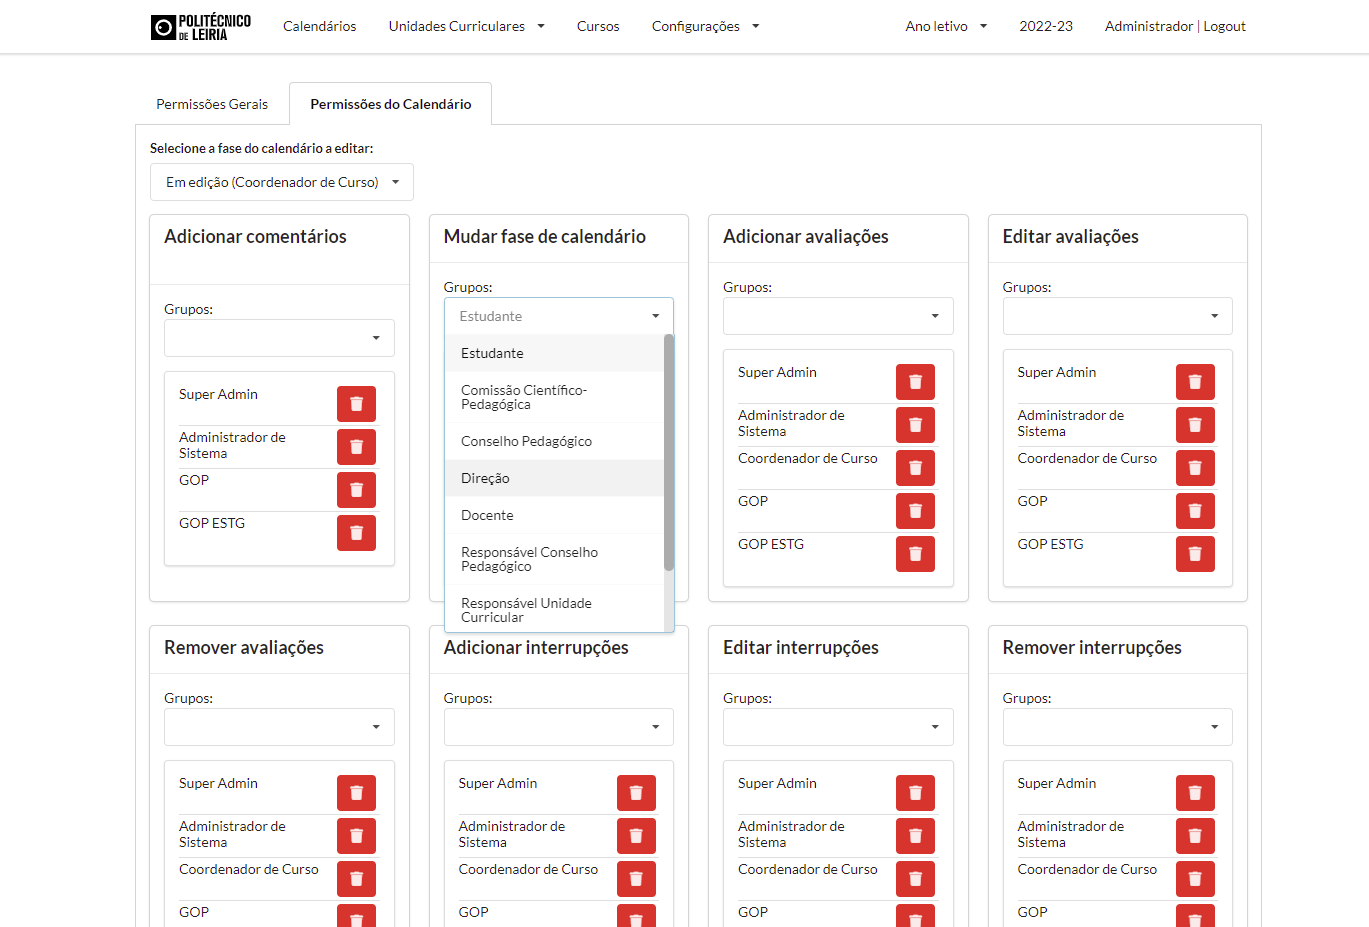 POLITÉCNICO
DE LEIRIA
Calendários
Unidades Curriculares
Cursos
Configurações
Ano letivo
2022-23
Administrador | Logout
Permissões Gerais
Permissões do Calendário
Selecione a fase do calendário a editar:
Em edição (Coordenador de Curso)
Adicionar comentários
Grupos:
Super Admin
Administrador de
Sistema
GOP
GOP ESTG
Mudar fase de calendário
Grupos:
Estudante
Estudante
Comissão Científico-
Pedagógica
Conselho Pedagógico
Direção
Docente
Responsável Conselho
Pedagógico
Responsável Unidade
Curricular
Adicionar avaliações
Grupos:
Super Admin
Administrador de
Sistema
Coordenador de Curso
GOP
GOP ESTG
Editar avaliações
Grupos:
Super Admin
Administrador de
Sistema
Coordenador de Curso
GOP
GOP ESTG
Remover avaliações
Grupos:
Super Admin
Administrador de
Sistema
Coordenador de Curso
GOP
Adicionar interrupções
Grupos:
Super Admin
Administrador de
Sistema
Coordenador de Curso
GOP
Editar interrupções
Grupos:
Super Admin
Administrador de
Sistema
Coordenador de Curso
GOP
Remover interrupções
Grupos:
Super Admin
Administrador de
Sistema
Coordenador de Curso
GOP